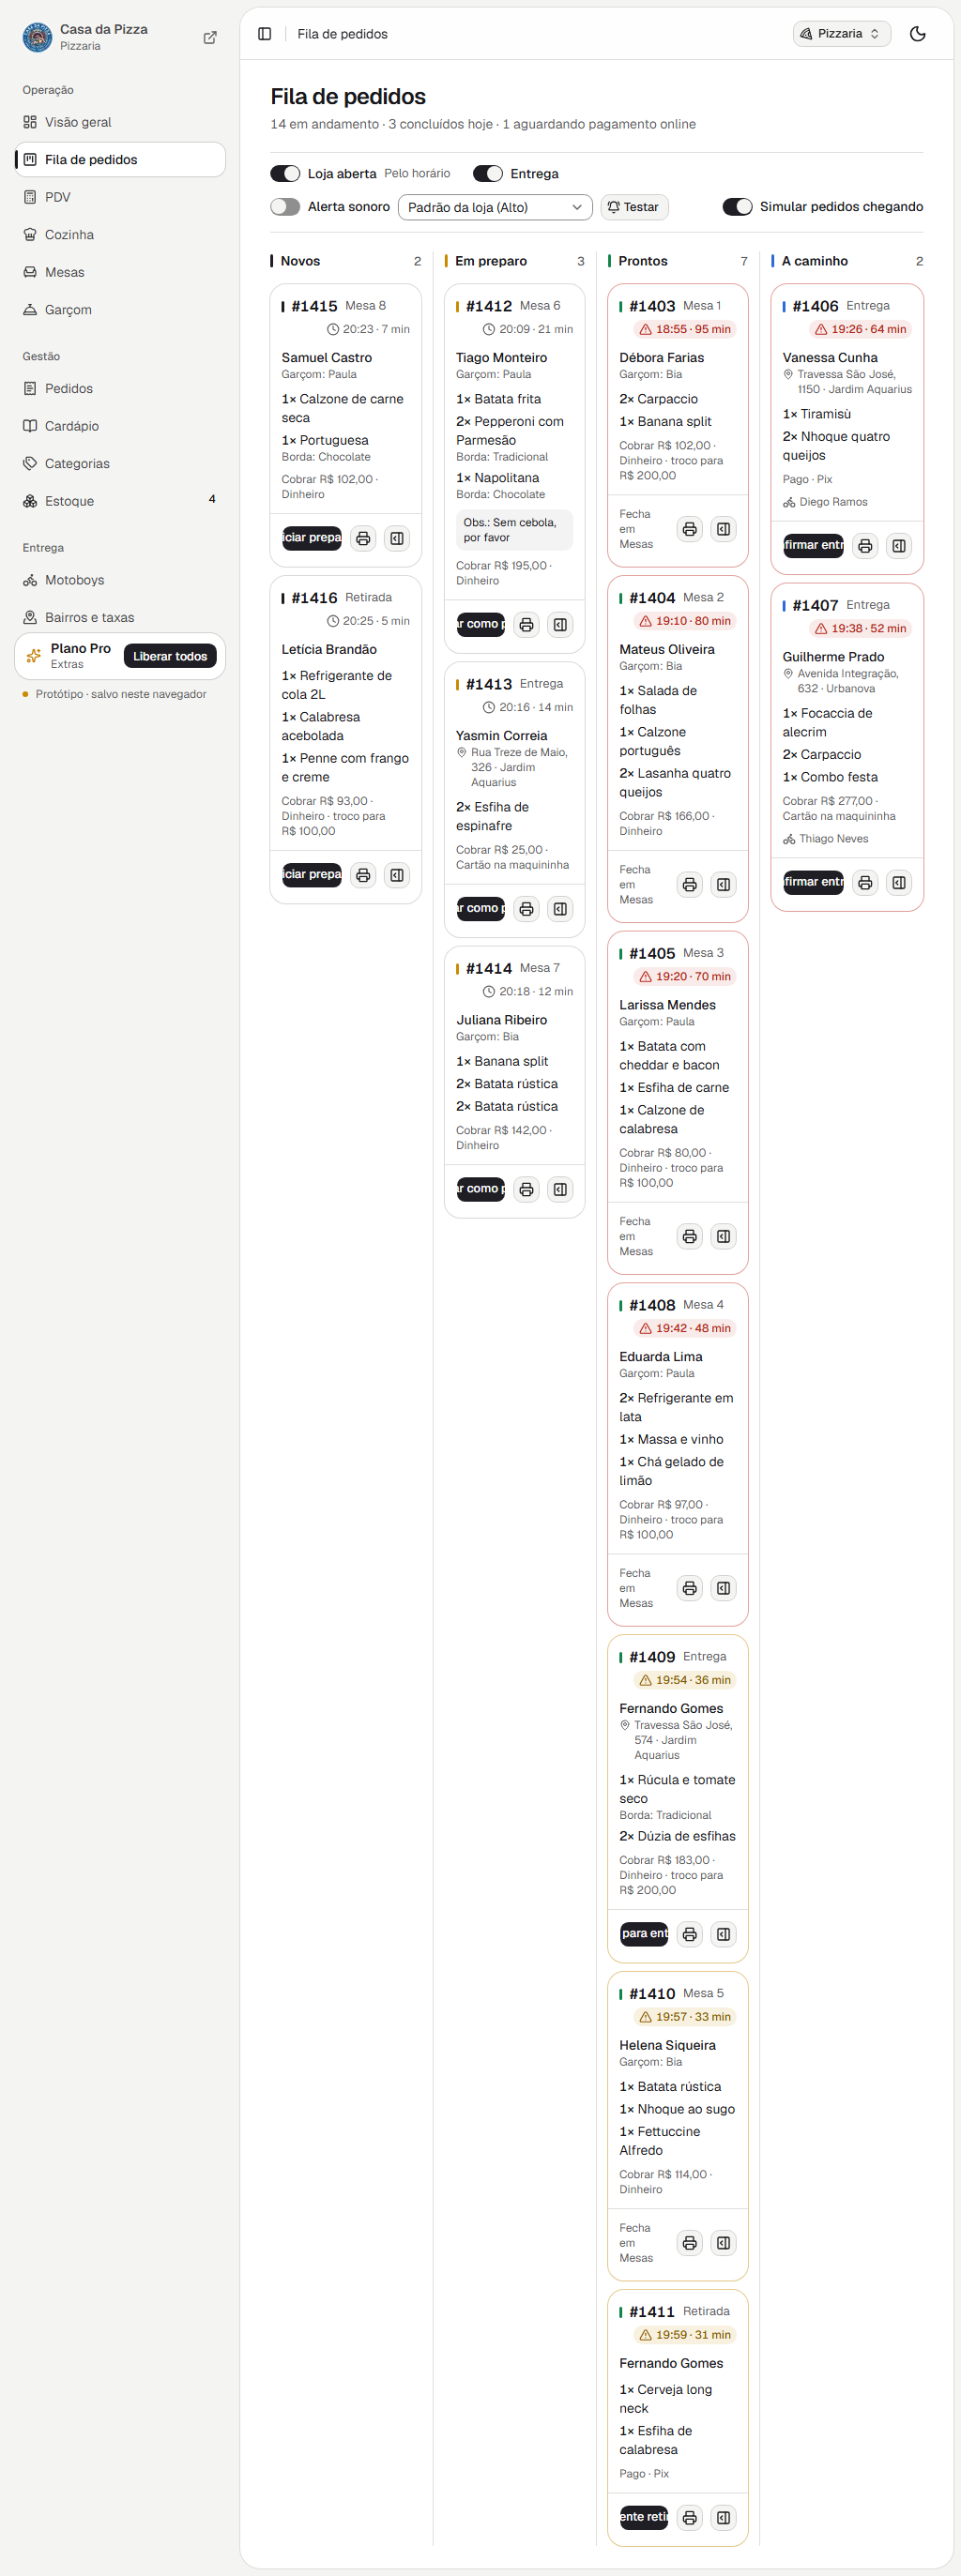 Casa da Pizza
Pizzaria
Operação
Visão geral
Fila de pedidos
PDV
Cozinha
Mesas
Garçom
Gestão
Pedidos
Cardápio
Categorias
Estoque 4
Entrega
Motoboys
Bairros e taxas
Plano Pro
Extras
Liberar todos
Protótipo · salvo neste navegador
Fila de pedidos
Pizzaria
Fila de pedidos
14 em andamento · 3 concluídos hoje · 1 aguardando pagamento online
Loja aberta Pelo horário Entrega
Alerta sonoro Padrão da loja (Alto) Testar Simular pedidos chegando
Novos 2
#1415 Mesa 8
20:23 · 7 min
Samuel Castro
Garçom: Paula
1× Calzone de carne
seca
1× Portuguesa
Borda: Chocolate
Cobrar R$ 102,00 ·
Dinheiro
iciar prepa
#1416 Retirada
20:25 · 5 min
Letícia Brandão
1× Refrigerante de
cola 2L
1× Calabresa
acebolada
1× Penne com frango
e creme
Cobrar R$ 93,00 ·
Dinheiro · troco para
R$ 100,00
iciar prepa
Em preparo 3
#1412 Mesa 6
20:09 · 21 min
Tiago Monteiro
Garçom: Paula
1× Batata frita
2× Pepperoni com
Parmesão
Borda: Tradicional
1× Napolitana
Borda: Chocolate
Obs.: Sem cebola,
por favor
Cobrar R$ 195,00 ·
Dinheiro
ar como p
#1413 Entrega
20:16 · 14 min
Yasmin Correia
Rua Treze de Maio,
326 · Jardim
Aquarius
2× Esfiha de
espinafre
Cobrar R$ 25,00 ·
Cartão na maquininha
ar como p
#1414 Mesa 7
20:18 · 12 min
Juliana Ribeiro
Garçom: Bia
1× Banana split
2× Batata rústica
2× Batata rústica
Cobrar R$ 142,00 ·
Dinheiro
ar como p
Prontos 7
#1403 Mesa 1
18:55 · 95 min
Débora Farias
Garçom: Bia
2× Carpaccio
1× Banana split
Cobrar R$ 102,00 ·
Dinheiro · troco para
R$ 200,00
Fecha
em
Mesas
#1404 Mesa 2
19:10 · 80 min
Mateus Oliveira
Garçom: Bia
1× Salada de
folhas
1× Calzone
português
2× Lasanha quatro
queijos
Cobrar R$ 166,00 ·
Dinheiro
Fecha
em
Mesas
#1405 Mesa 3
19:20 · 70 min
Larissa Mendes
Garçom: Paula
1× Batata com
cheddar e bacon
1× Esfiha de carne
1× Calzone de
calabresa
Cobrar R$ 80,00 ·
Dinheiro · troco para
R$ 100,00
Fecha
em
Mesas
#1408 Mesa 4
19:42 · 48 min
Eduarda Lima
Garçom: Paula
2× Refrigerante em
lata
1× Massa e vinho
1× Chá gelado de
limão
Cobrar R$ 97,00 ·
Dinheiro · troco para
R$ 100,00
Fecha
em
Mesas
#1409 Entrega
19:54 · 36 min
Fernando Gomes
Travessa São José,
574 · Jardim
Aquarius
1× Rúcula e tomate
seco
Borda: Tradicional
2× Dúzia de esfihas
Cobrar R$ 183,00 ·
Dinheiro · troco para
R$ 200,00
para ent
#1410 Mesa 5
19:57 · 33 min
Helena Siqueira
Garçom: Bia
1× Batata rústica
1× Nhoque ao sugo
1× Fettuccine
Alfredo
Cobrar R$ 114,00 ·
Dinheiro
Fecha
em
Mesas
#1411 Retirada
19:59 · 31 min
Fernando Gomes
1× Cerveja long
neck
1× Esfiha de
calabresa
Pago · Pix
ente reti
A caminho 2
#1406 Entrega
19:26 · 64 min
Vanessa Cunha
Travessa São José,
1150 · Jardim Aquarius
1× Tiramisù
2× Nhoque quatro
queijos
Pago · Pix
Diego Ramos
firmar entr
#1407 Entrega
19:38 · 52 min
Guilherme Prado
Avenida Integração,
632 · Urbanova
1× Focaccia de
alecrim
2× Carpaccio
1× Combo festa
Cobrar R$ 277,00 ·
Cartão na maquininha
Thiago Neves
firmar entr